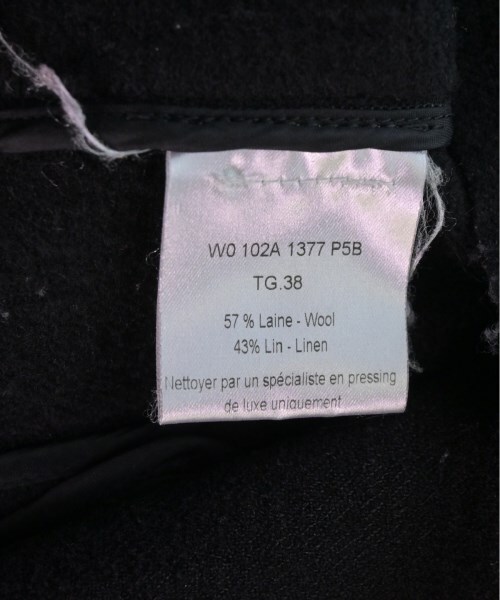 W0 102A 1377 P5B
TG.38
57 % Laine - Wool
43% Lin - Linen
Nettoyer par un spécialiste en pressing
de luxe uniquement